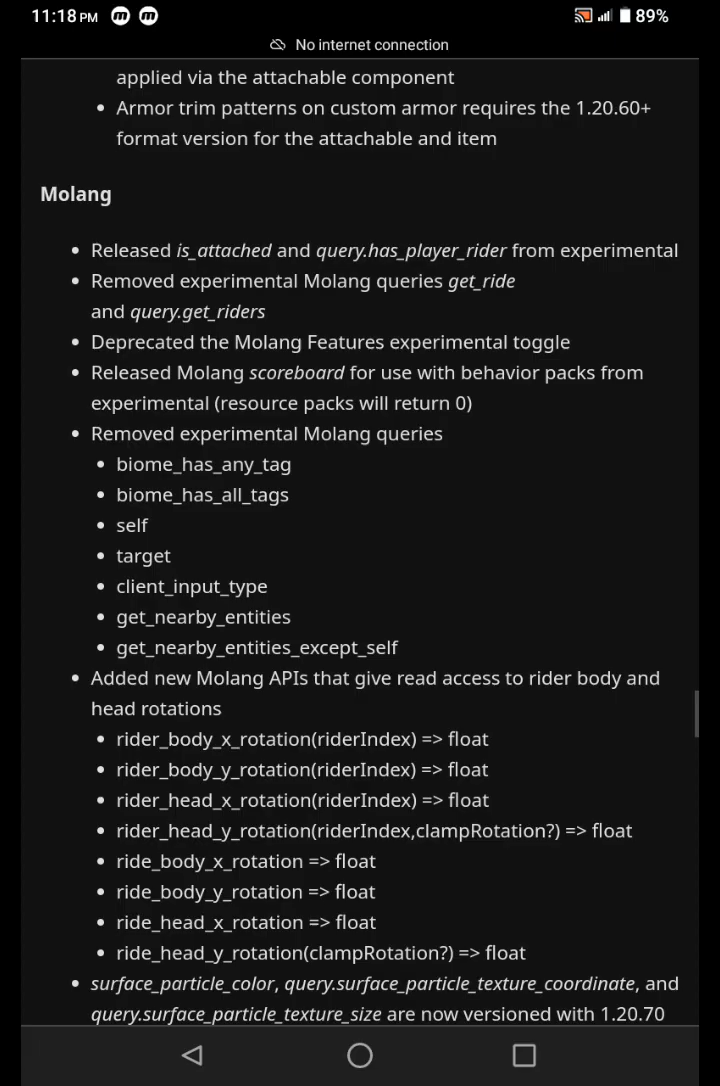 11:18 PM
89%
No internet connection
applied via the attachable component
• Armor trim patterns on custom armor requires the 1.20.60+
format version for the attachable and item
Molang
• Released is_attached and query.has_player_rider from experimental
• Removed experimental Molang queries get_ride
and query.get_riders
• Deprecated the Molang Features experimental toggle
• Released Molang scoreboard for use with behavior packs from
experimental (resource packs will return 0)
• Removed experimental Molang queries
• biome_has_any_tag
• biome_has_all_tags
• self
• target
• client_input_type
• get_nearby_entities
• get_nearby_entities_except_self
• Added new Molang APIs that give read access to rider body and
head rotations
• rider_body_x_rotation(riderIndex) => float
• rider_body_y_rotation(riderIndex) => float
• rider_head_x_rotation(riderIndex) => float
• rider_head_y_rotation(riderIndex,clampRotation?) => float
• ride_body_x_rotation => float
• ride_body_y_rotation => float
• ride_head_x_rotation => float
• ride_head_y_rotation(clampRotation?) => float
• surface_particle_color, query.surface_particle_texture_coordinate, and
query.surface_particle_texture_size are now versioned with 1.20.70